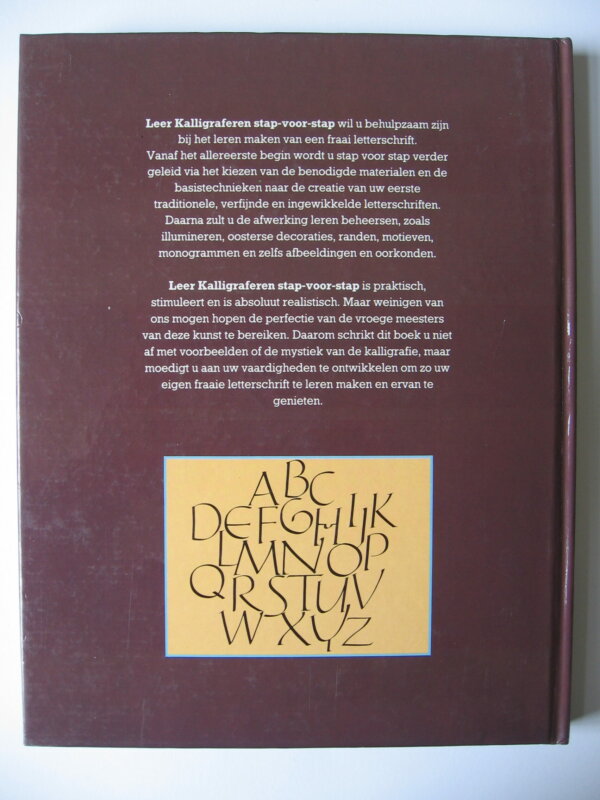 Leer Kalligraferen stap-voor-stap wil u behulpzaam zijn
bij het leren maken van een fraai letterschrift.
Vanaf het allereerste begin wordt u stap voor stap verder
geleid via het kiezen van de benodigde materialen en de
basistechnieken naar de creatie van uw eerste
traditionele, verfijnde en ingewikkelde letterschriften.
Daarna zult u de afwerking leren beheersen, zoals
illumineren, oosterse decoraties, randen, motieven,
monogrammen en zelfs afbeeldingen en oorkonden.
Leer Kalligraferen stap-voor-stap is praktisch,
stimuleert en is absoluut realistisch. Maar weinigen van
ons mogen hopen de perfectie van de vroege meesters
van deze kunst te bereiken. Daarom schrikt dit boek u niet
af met voorbeelden of de mystiek van de kalligrafie, maar
moedigt u aan uw vaardigheden te ontwikkelen om zo uw
eigen fraaie letterschrift te leren maken en ervan te
genieten.
ABC
DEFGHIJK
LMNOP
QRSTUV
WXYZ